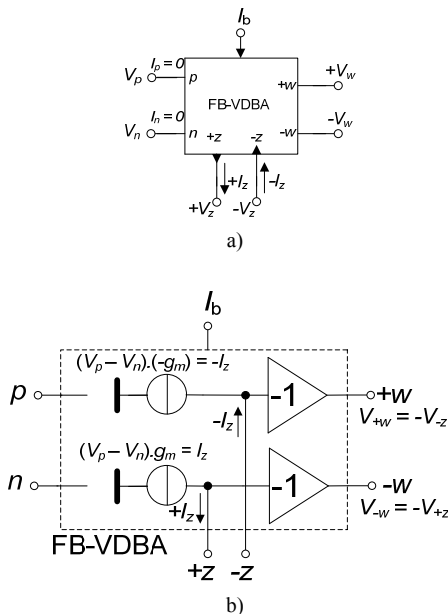 I_b
I_p = 0
V_p p +w +V_w
FB-VDBA
I_n = 0
V_n n -w -V_w
+z -z
+I_z -I_z
+V_z -V_z
a)
I_b
(V_p – V_n).(-g_m) = -I_z
p -1 +w
-I_z V_+w = -V_-z
(V_p – V_n).g_m = I_z
n -1 -w
+I_z V_-w = -V_+z
FB-VDBA
+z -z
b)